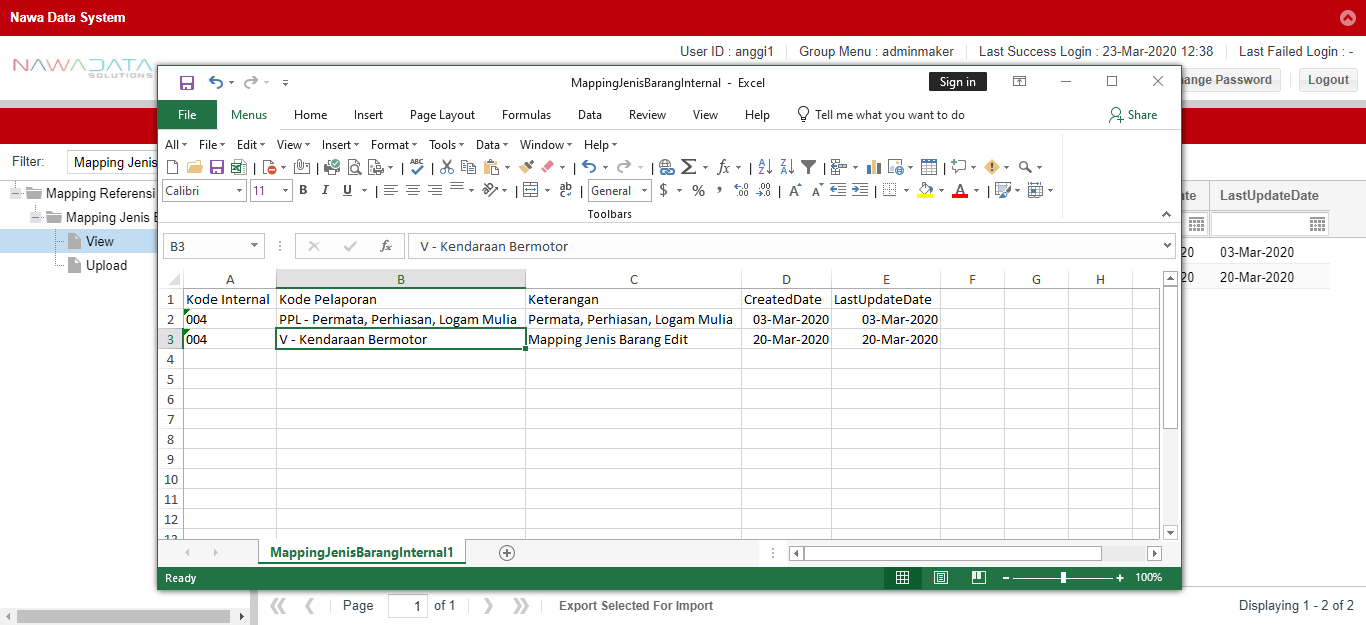 Nawa Data System
User ID : anggi1 Group Menu : adminmaker Last Success Login : 23-Mar-2020 12:38 Last Failed Login : -
NAWADATA
SOLUTIONS
Password Logout
MappingJenisBarangInternal - Excel
Sign in
File Menus Home Insert Page Layout Formulas Data Review View Help Tell me what you want to do Share
All File Edit View Insert Format Tools Data Window Help
Calibri 11 B I U ab General $ % ,
Toolbars
Filter: Mapping Jenis
Mapping Referensi
Mapping Jenis
View
Upload
B3 fx V - Kendaraan Bermotor
A B C D E F G H
1 Kode Internal Kode Pelaporan Keterangan CreatedDate LastUpdateDate
2 004 PPL - Permata, Perhiasan, Logam Mulia Permata, Perhiasan, Logam Mulia 03-Mar-2020 03-Mar-2020
3 004 V - Kendaraan Bermotor Mapping Jenis Barang Edit 20-Mar-2020 20-Mar-2020
4
5
6
7
8
9
10
11
12
LastUpdateDate
20 03-Mar-2020
20 20-Mar-2020
MappingJenisBarangInternal1
Ready 100%
Page 1 of 1 Export Selected For Import Displaying 1 - 2 of 2